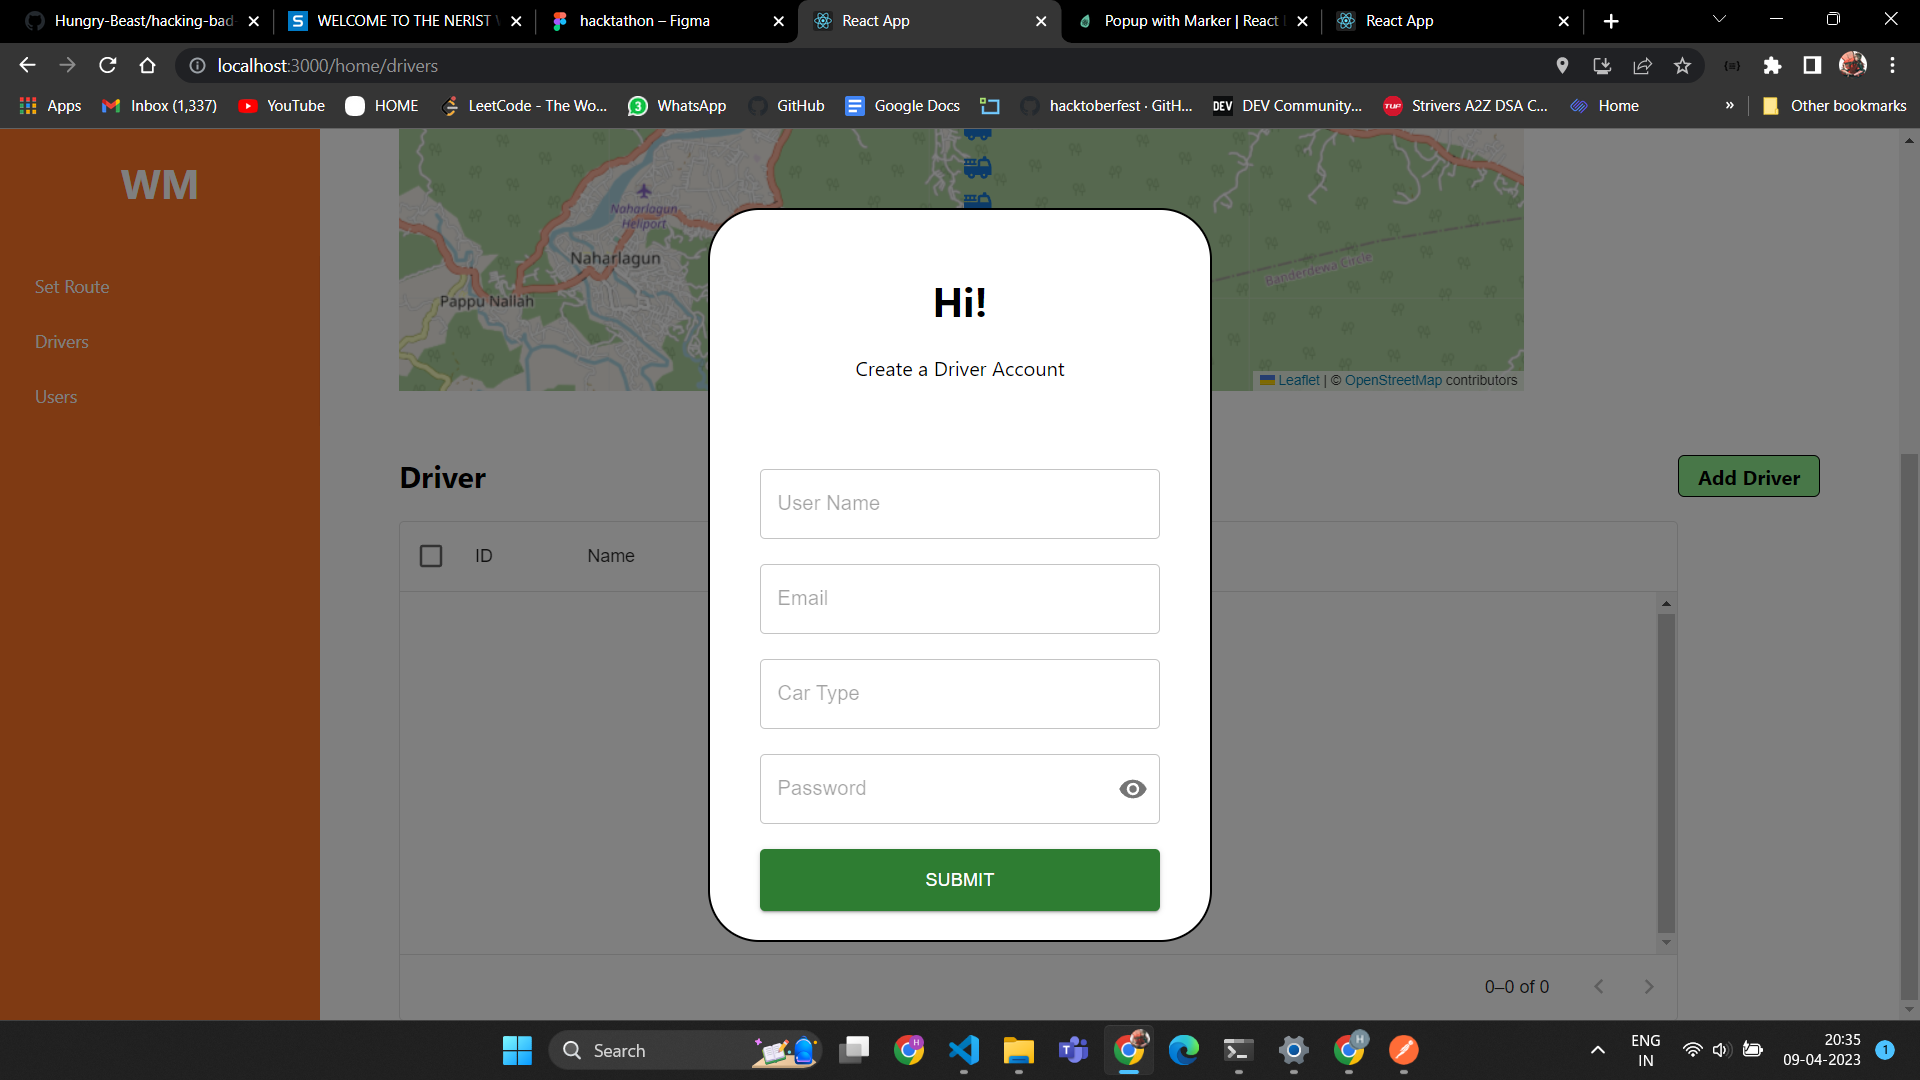 Hungry-Beast/hacking-bad
WELCOME TO THE NERIST
hacktathon – Figma
React App
Popup with Marker | React
React App
localhost:3000/home/drivers
Apps
Inbox (1,337)
YouTube
HOME
LeetCode - The Wo...
3
WhatsApp
GitHub
Google Docs
hacktoberfest · GitH...
DEV
DEV Community...
TUF
Strivers A2Z DSA C...
Home
»
Other bookmarks
WM
Set Route
Drivers
Users
Naharlagun
Heliport
Naharlagun
Pappu Nallah
Banderdewa Circle
Leaflet | © OpenStreetMap contributors
Hi!
Create a Driver Account
User Name
Email
Car Type
Password
SUBMIT
Driver
Add Driver
ID
Name
0–0 of 0
Search
ENG
IN
20:35
09-04-2023
1